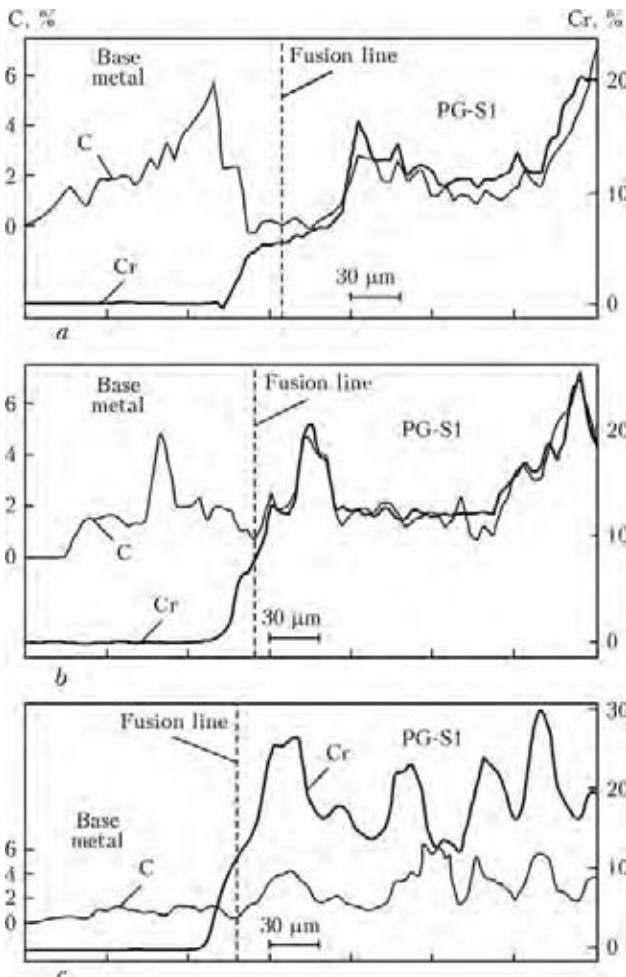 C, %
Cr, %
Base
metal
Fusion line
PG-S1
C
Cr
6
4
2
0
20
10
0
30 μm
a
Base
metal
Fusion line
PG-S1
C
Cr
6
4
2
0
20
10
0
30 μm
b
Fusion line
Cr
PG-S1
Base
metal
C
6
4
2
0
30
20
10
0
30 μm
c